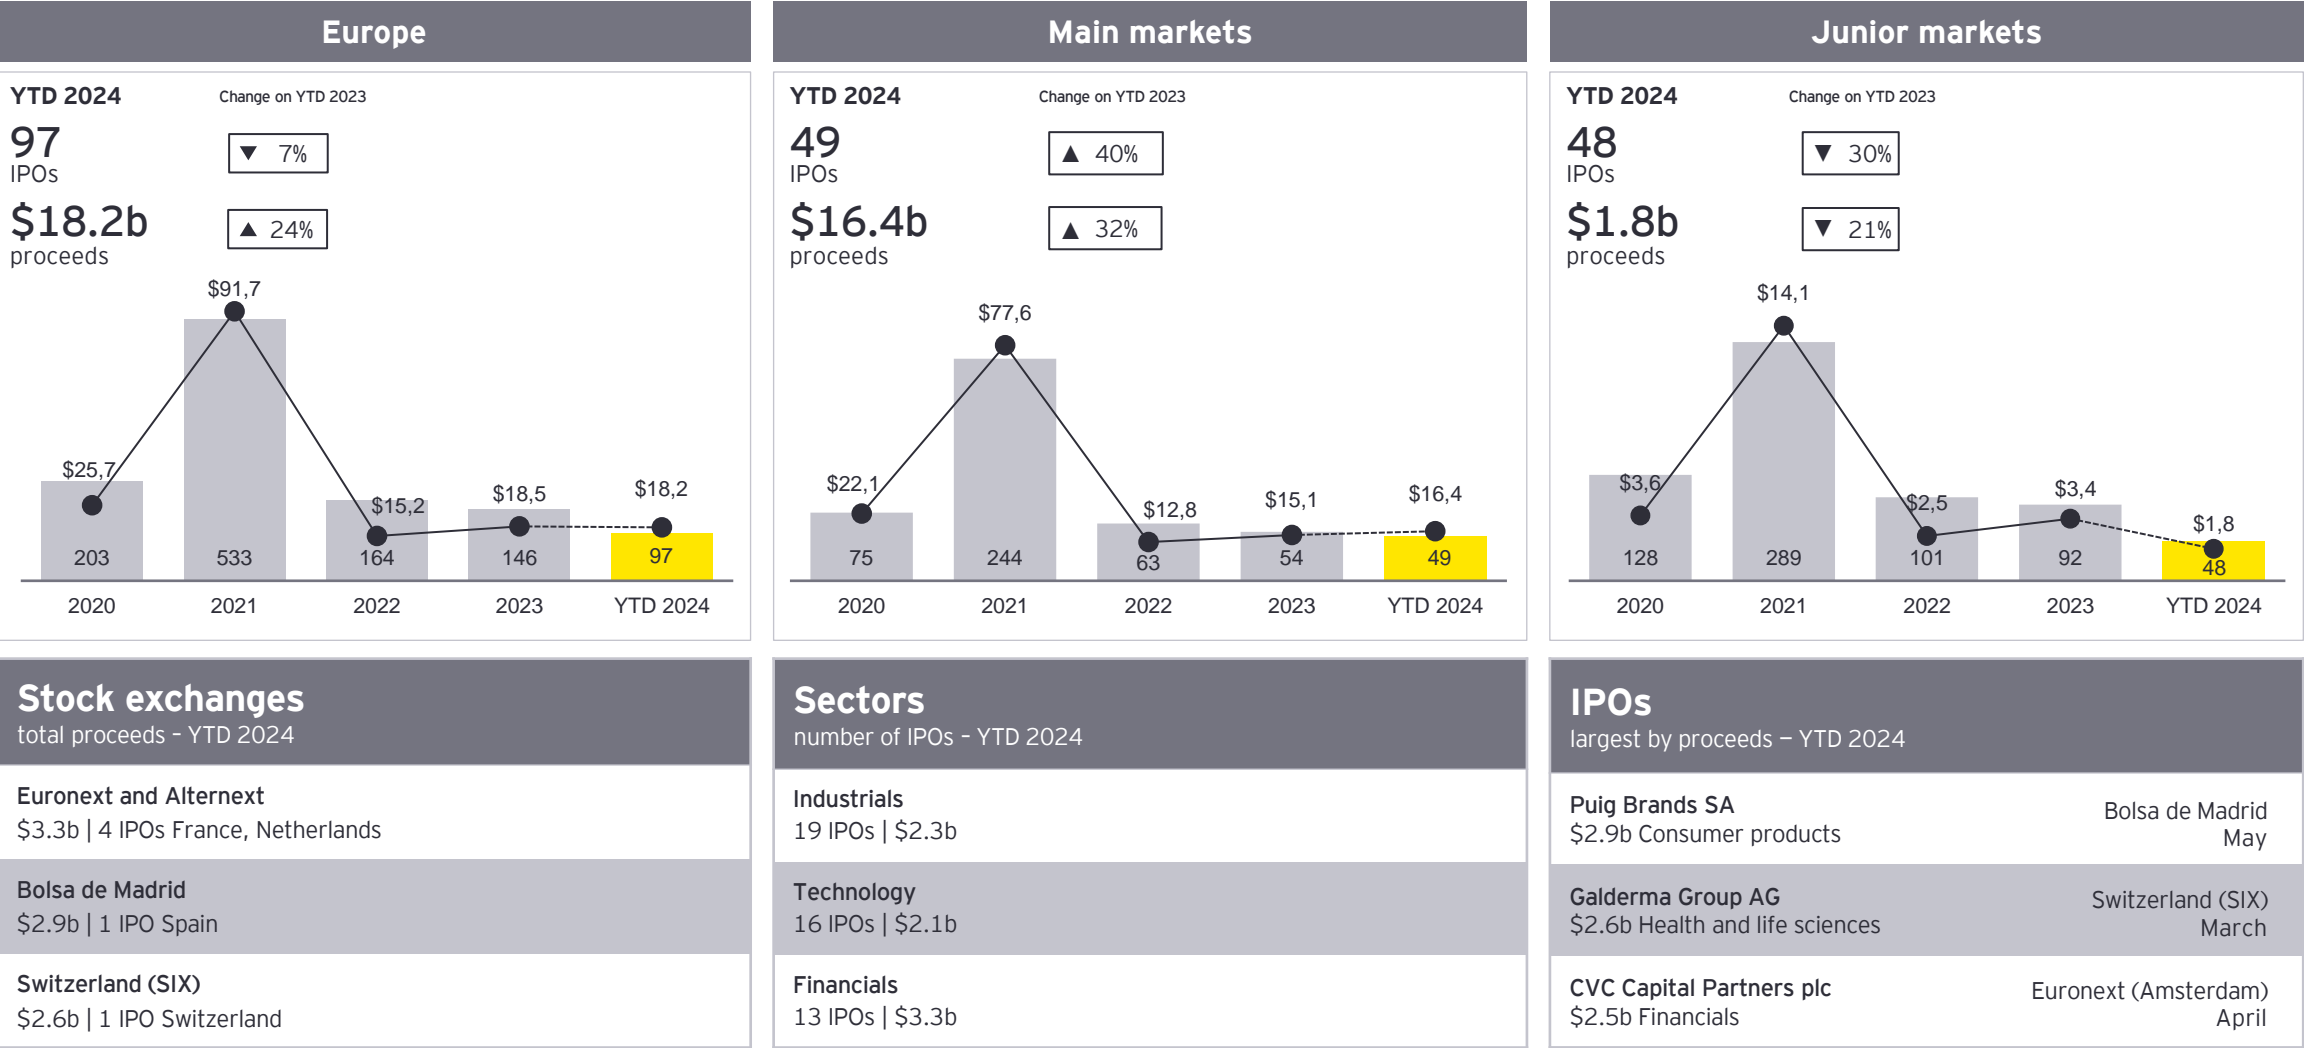 Europe
YTD 2024
Change on YTD 2023
97
▼ 7%
IPOs
$18.2b
▲ 24%
proceeds
$91,7
$25,7
$15,2
$18,5
$18,2
203
533
164
146
97
2020
2021
2022
2023
YTD 2024
Main markets
YTD 2024
Change on YTD 2023
49
▲ 40%
IPOs
$16.4b
▲ 32%
proceeds
$77,6
$22,1
$12,8
$15,1
$16,4
75
244
63
54
49
2020
2021
2022
2023
YTD 2024
Junior markets
YTD 2024
Change on YTD 2023
48
▼ 30%
IPOs
$1.8b
▼ 21%
proceeds
$14,1
$3,6
$2,5
$3,4
$1,8
128
289
101
92
48
2020
2021
2022
2023
YTD 2024
Stock exchanges
total proceeds – YTD 2024
Euronext and Alternext
$3.3b | 4 IPOs France, Netherlands
Bolsa de Madrid
$2.9b | 1 IPO Spain
Switzerland (SIX)
$2.6b | 1 IPO Switzerland
Sectors
number of IPOs – YTD 2024
Industrials
19 IPOs | $2.3b
Technology
16 IPOs | $2.1b
Financials
13 IPOs | $3.3b
IPOs
largest by proceeds – YTD 2024
Puig Brands SA
Bolsa de Madrid
$2.9b Consumer products
May
Galderma Group AG
Switzerland (SIX)
$2.6b Health and life sciences
March
CVC Capital Partners plc
Euronext (Amsterdam)
$2.5b Financials
April